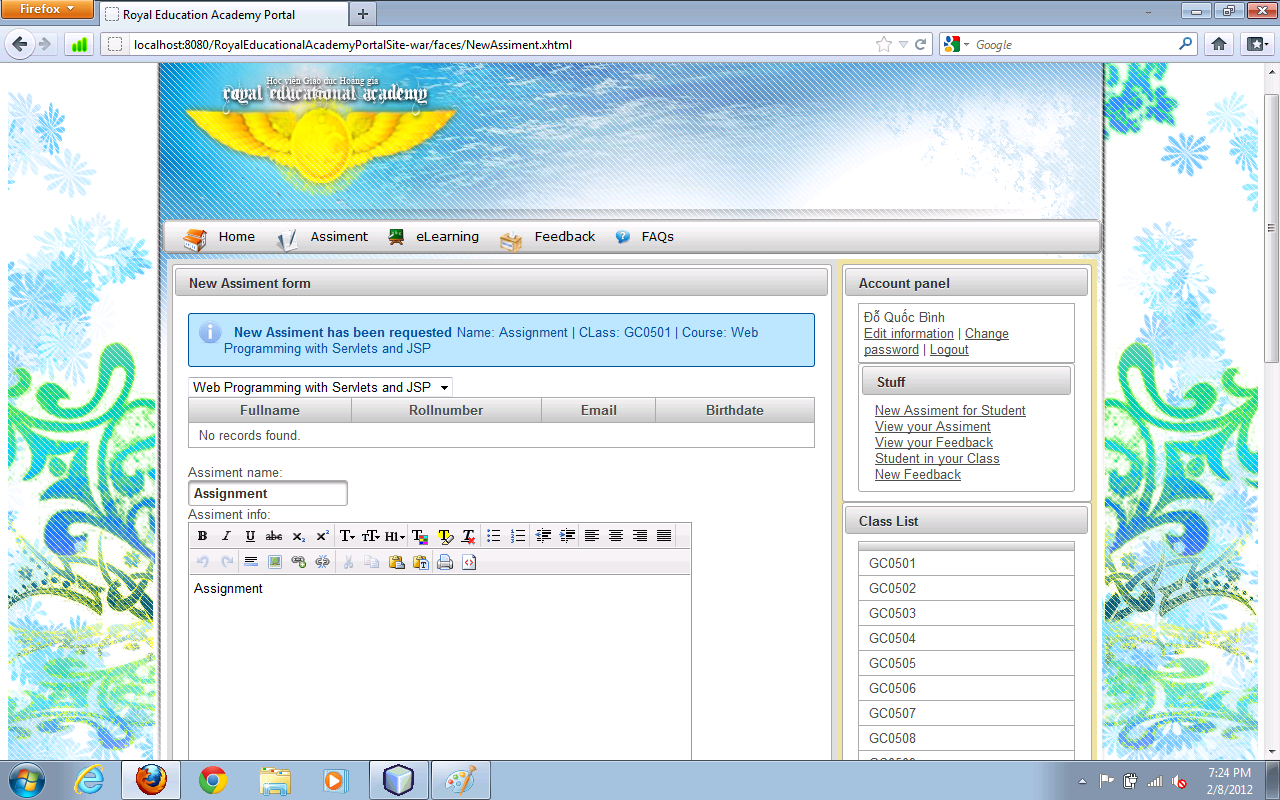 Firefox
Royal Education Academy Portal
localhost:8080/RoyalEducationalAcademyPortalSite-war/faces/NewAssiment.xhtml
Google
Học viện Giáo dục Hoàng gia
royal educational academy
Home
Assiment
eLearning
Feedback
FAQs
New Assiment form
New Assiment has been requested Name: Assignment | CLass: GC0501 | Course: Web
Programming with Servlets and JSP
Web Programming with Servlets and JSP
Fullname Rollnumber Email Birthdate
No records found.
Assiment name:
Assignment
Assiment info:
Assignment
Account panel
Đỗ Quốc Bình
Edit information | Change
password | Logout
Stuff
New Assiment for Student
View your Assiment
View your Feedback
Student in your Class
New Feedback
Class List
GC0501
GC0502
GC0503
GC0504
GC0505
GC0506
GC0507
GC0508
7:24 PM
2/8/2012